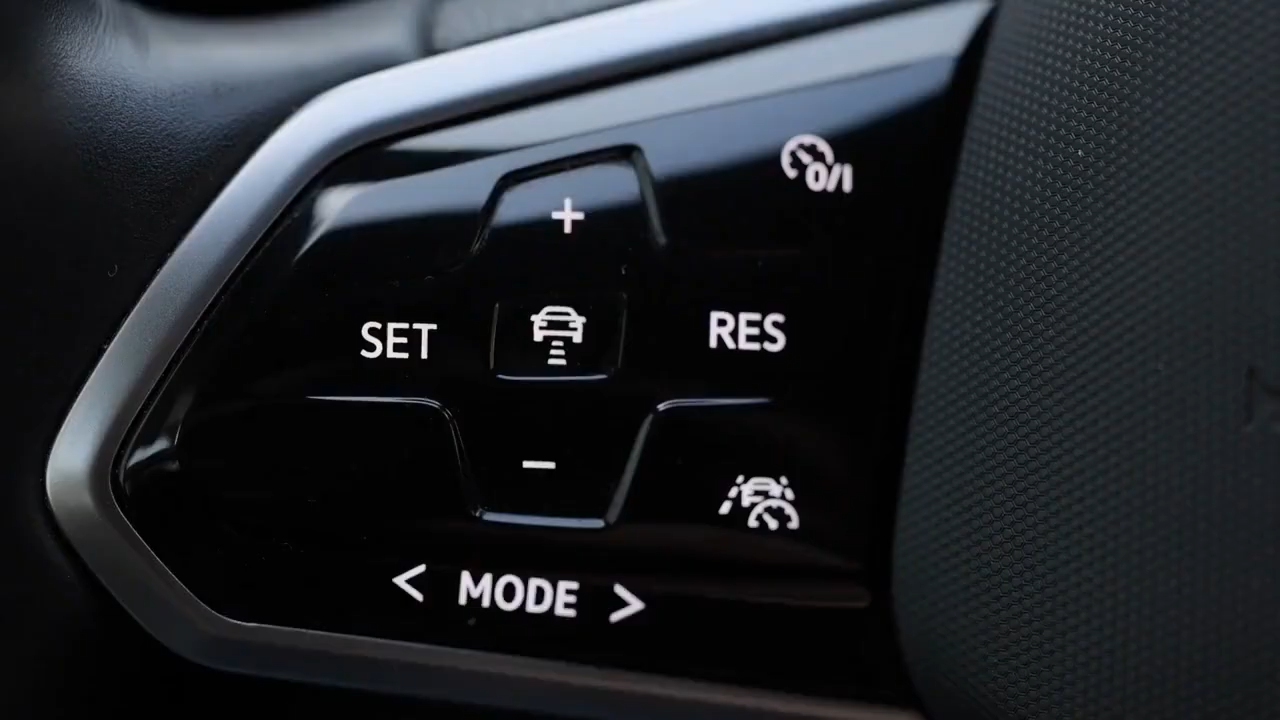 0/I
+
SET RES
−
< MODE >